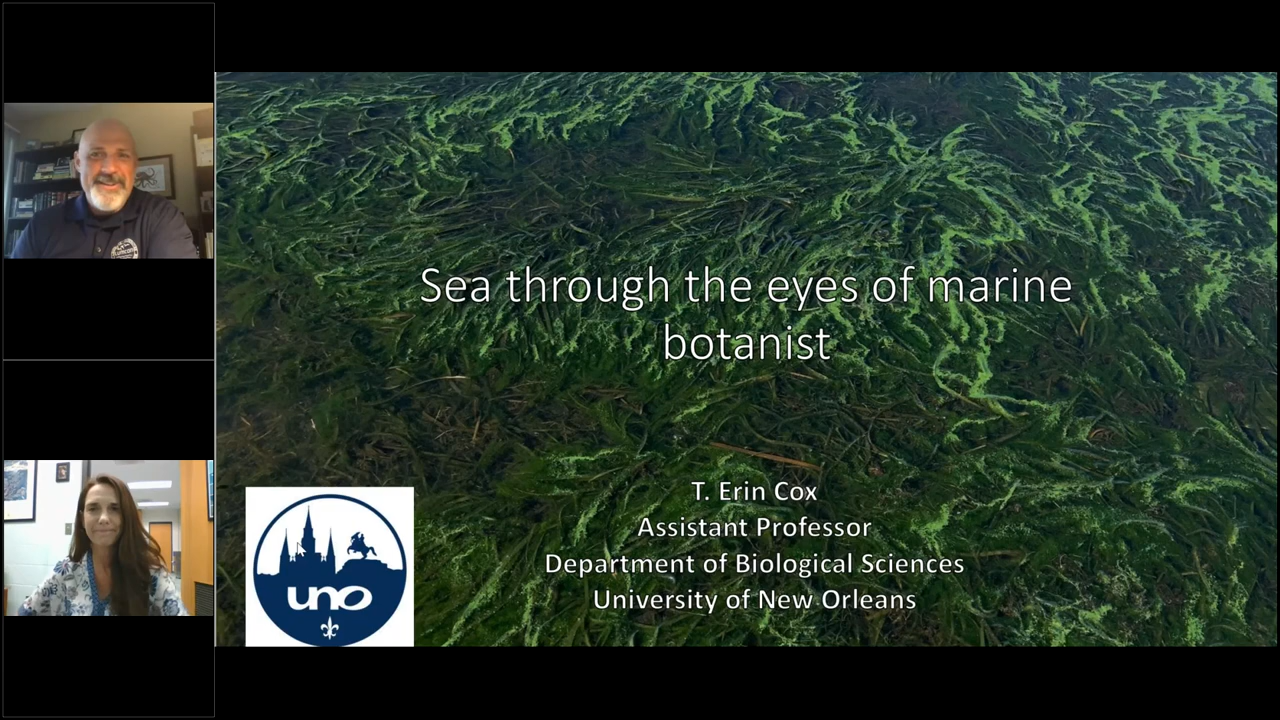 Sea through the eyes of marine
botanist
T. Erin Cox
Assistant Professor
Department of Biological Sciences
University of New Orleans
uno